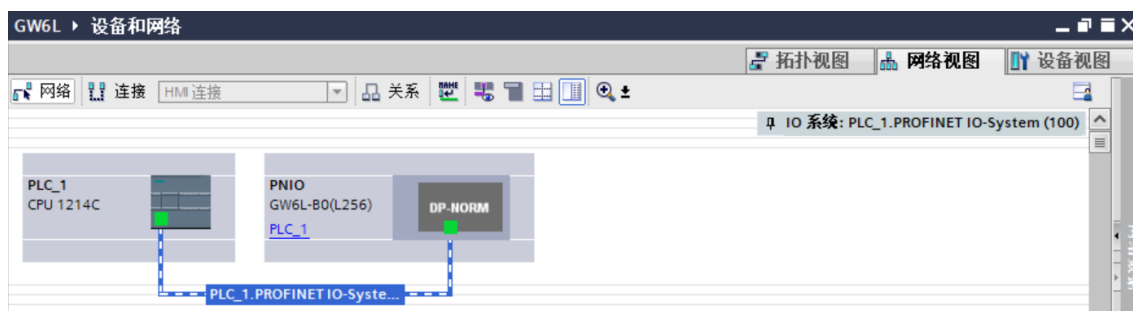 GW6L ▸ 设备和网络
拓扑视图 网络视图 设备视图
网络 连接 HMI 连接 关系
IO 系统: PLC_1.PROFINET IO-System (100)
PLC_1
CPU 1214C
PNIO
GW6L-B0(L256)
PLC_1
DP-NORM
PLC_1.PROFINET IO-Syste...